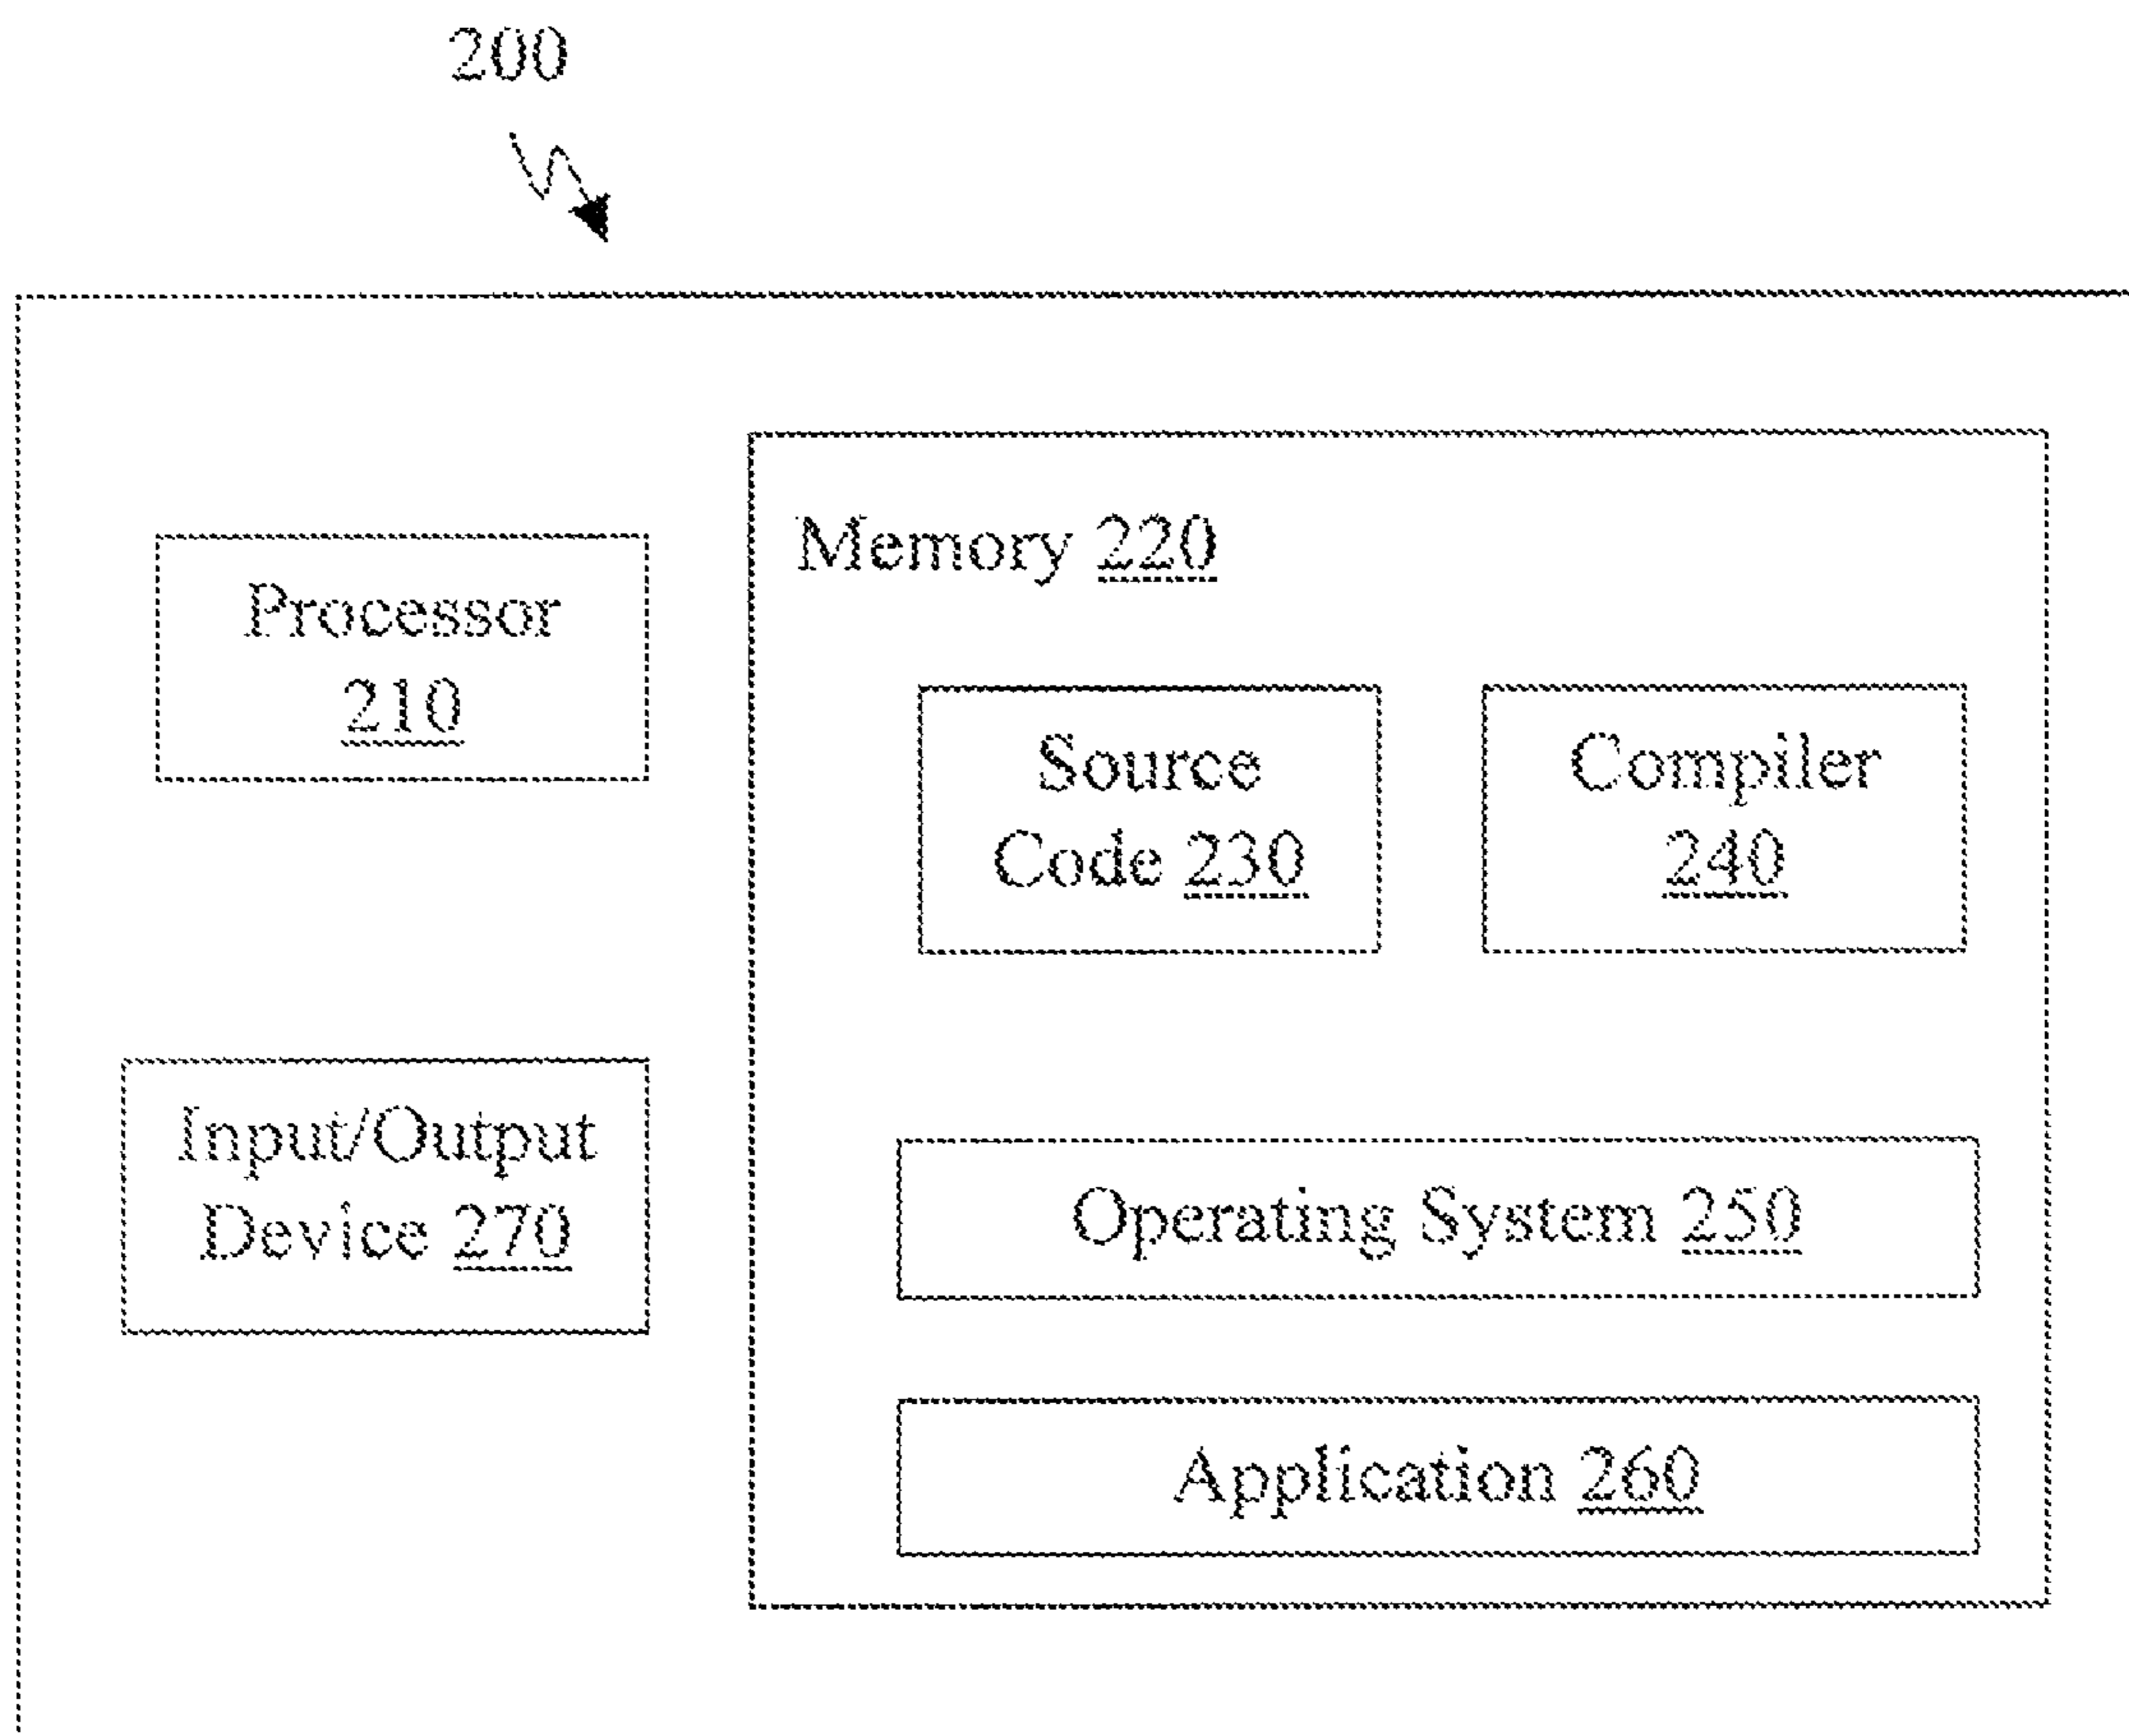 200
Processor
210
Memory 220
Source
Code 230
Compiler
240
Input/Output
Device 270
Operating System 250
Application 260